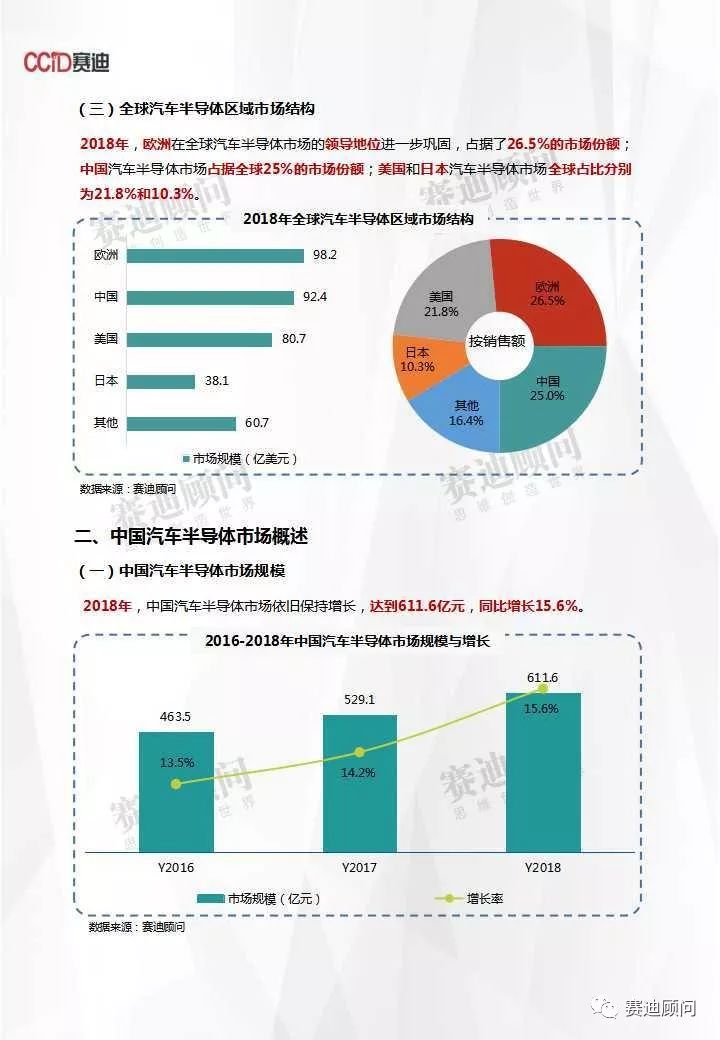 CCID赛迪
（三）全球汽车半导体区域市场结构
2018年，欧洲在全球汽车半导体市场的领导地位进一步巩固，占据了26.5%的市场份额；
中国汽车半导体市场占据全球25%的市场份额；美国和日本汽车半导体市场全球占比分别
为21.8%和10.3%。
2018年全球汽车半导体区域市场结构
欧洲 98.2
中国 92.4
美国 80.7
日本 38.1
其他 60.7
■市场规模（亿美元）
欧洲
26.5%
美国
21.8%
按销售额
日本
10.3%
中国
25.0%
其他
16.4%
数据来源：赛迪顾问
二、中国汽车半导体市场概述
（一）中国汽车半导体市场规模
2018年，中国汽车半导体市场依旧保持增长，达到611.6亿元，同比增长15.6%。
2016-2018年中国汽车半导体市场规模与增长
463.5 529.1 611.6
13.5% 14.2% 15.6%
Y2016 Y2017 Y2018
市场规模（亿元） 增长率
数据来源：赛迪顾问
赛迪顾问
思维创造世界
赛迪顾问